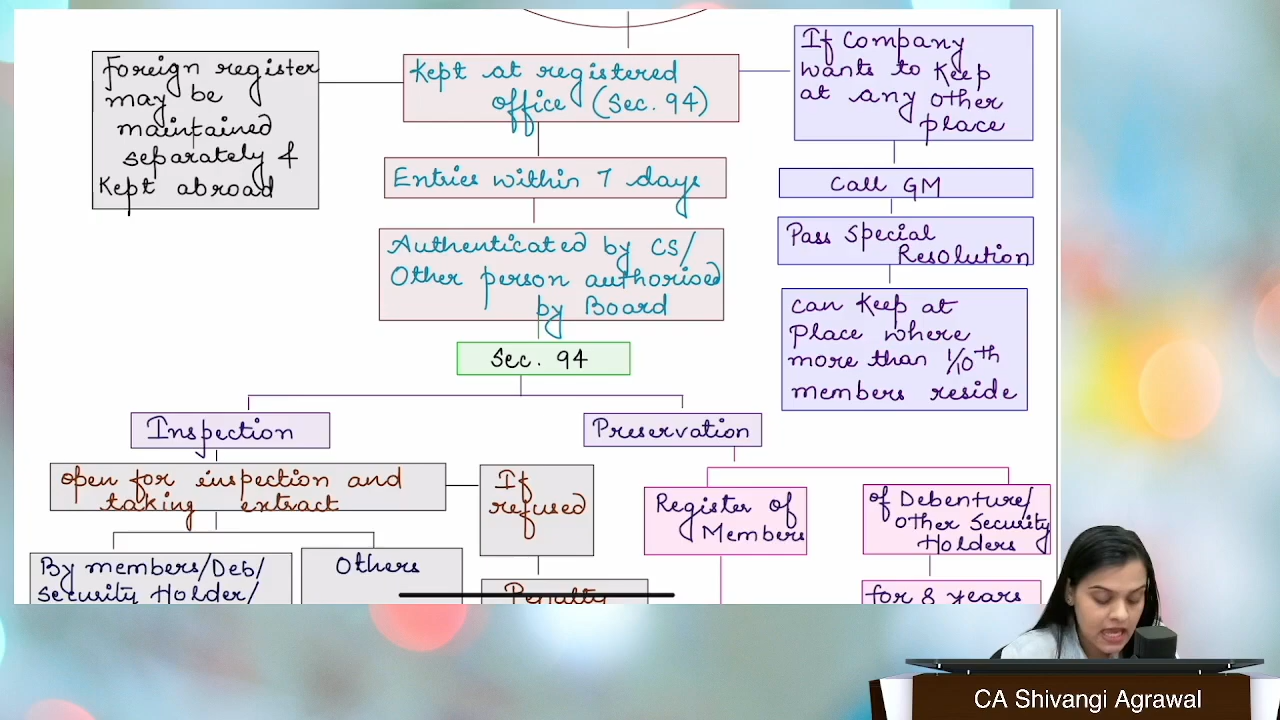 Foreign register
may be
maintained
separately &
Kept abroad
Kept at registered
office (Sec. 94)
If Company
wants to Keep
at any other
place
Entries within 7 days
Call GM
Authenticated by CS/
Other person authorised
by Board
Pass Special
Resolution
Can Keep at
Place where
more than 1/10th
members reside
Sec. 94
Inspection
Preservation
open for inspection and
taking extract
If
refused
Register of
Members
of Debenture/
other Security
Holders
By members/Deb/
Security Holder/
Others
Penalty
for 8 years
CA Shivangi Agrawal